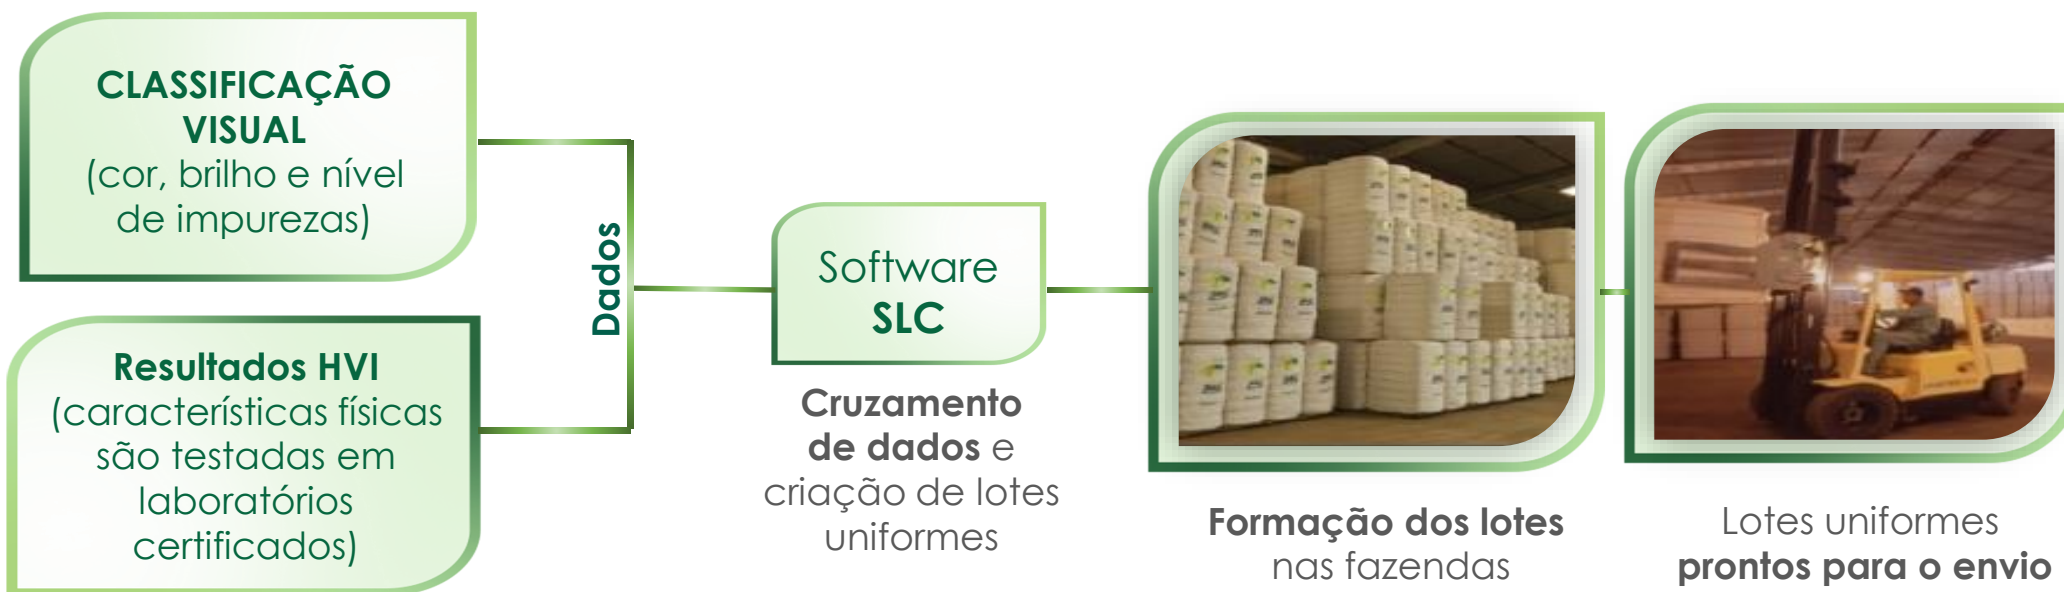 CLASSIFICAÇÃO
VISUAL
(cor, brilho e nível
de impurezas)
Resultados HVI
(características físicas
são testadas em
laboratórios
certificados)
Dados
Software
SLC
Cruzamento
de dados e
criação de lotes
uniformes
Formação dos lotes
nas fazendas
Lotes uniformes
prontos para o envio